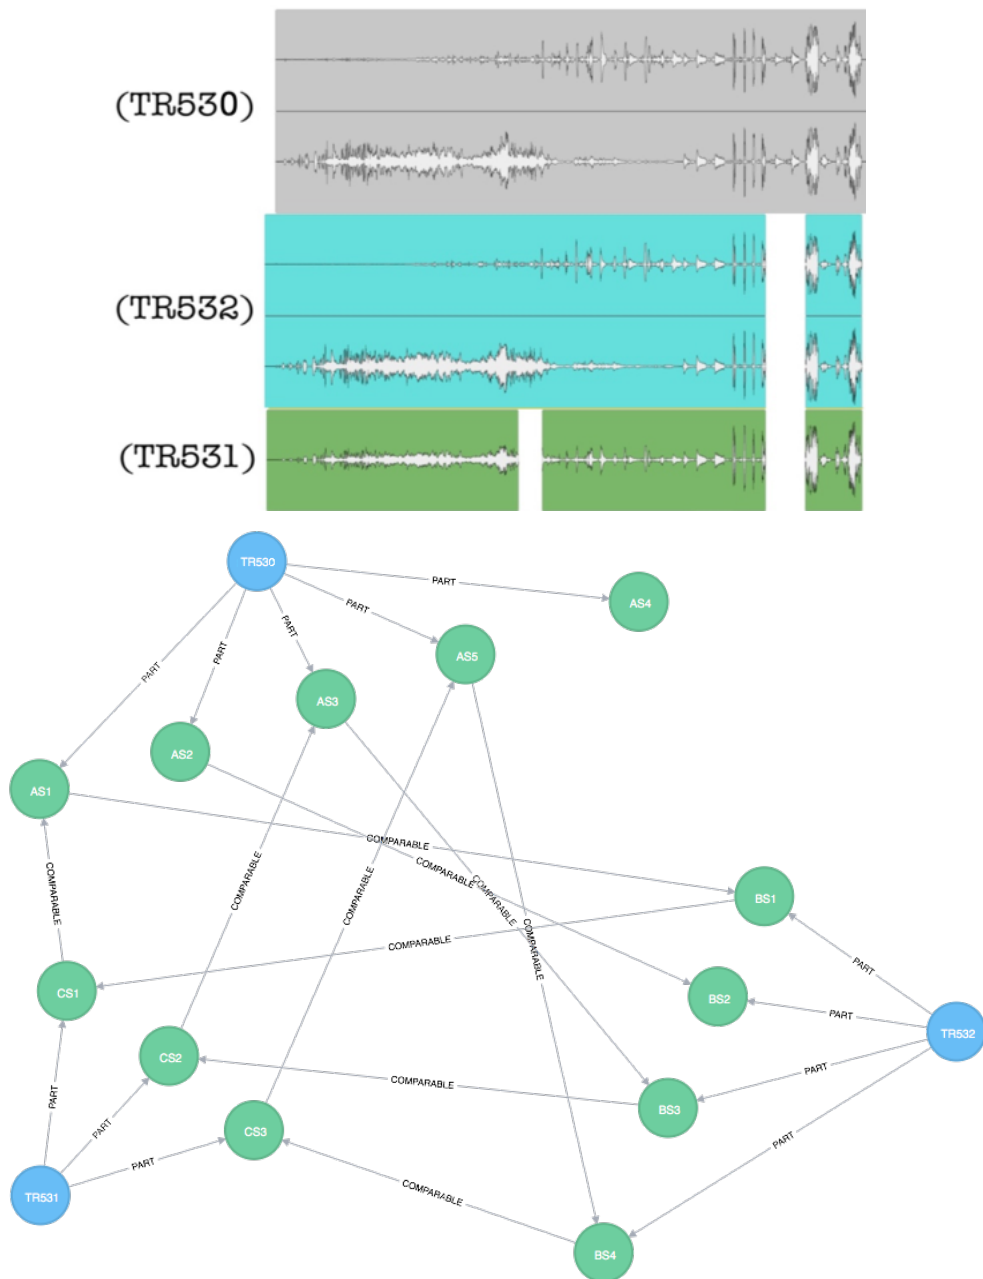 (TR530)
(TR532)
(TR531)
TR530
PART
AS4
PART
PART
PART
AS5
PART
AS3
AS2
AS1
COMPARABLE
COMPARABLE
COMPARABLE
COMPARABLE
COMPARABLE
COMPARABLE
BS1
COMPARABLE
COMPARABLE
PART
CS1
BS2
PART
TR532
CS2
PART
COMPARABLE
PART
BS3
PART
CS3
PART
PART
TR531
COMPARABLE
BS4